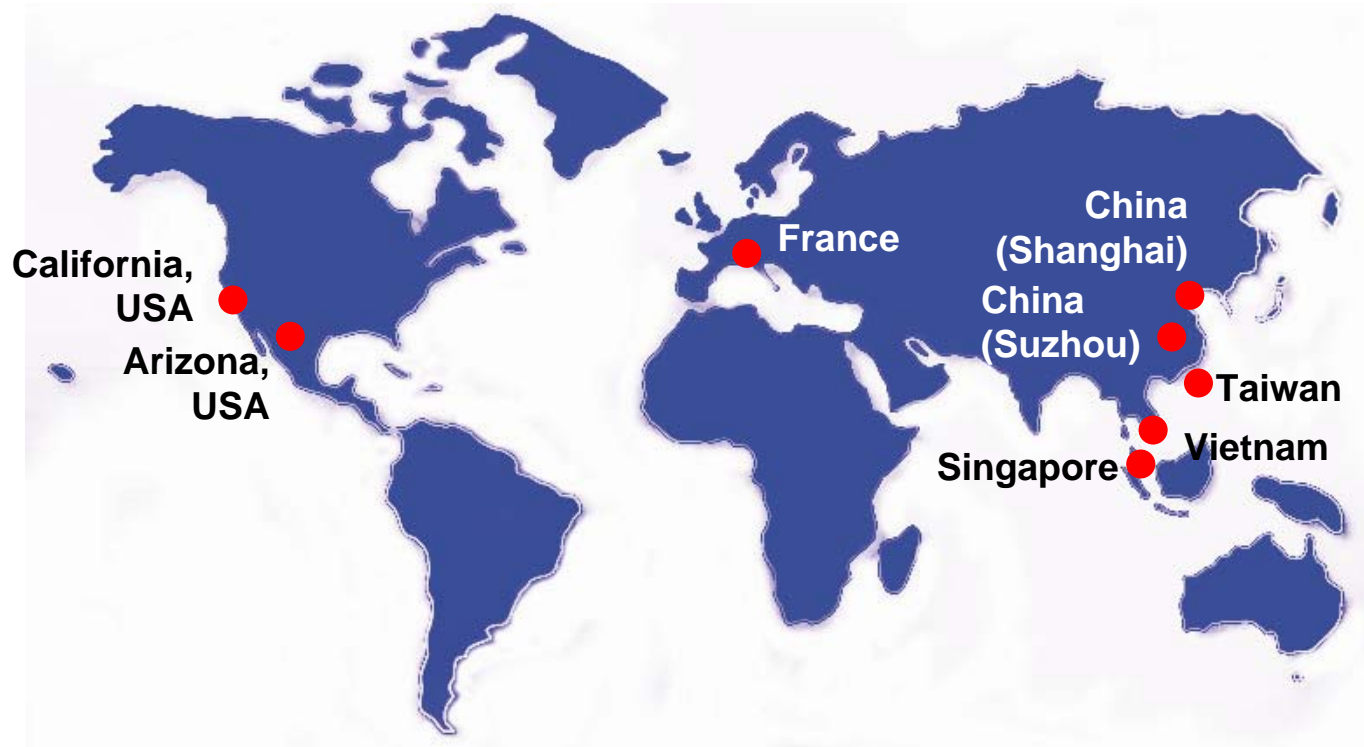 California,
USA
Arizona,
USA
France
China
(Shanghai)
China
(Suzhou)
Taiwan
Vietnam
Singapore